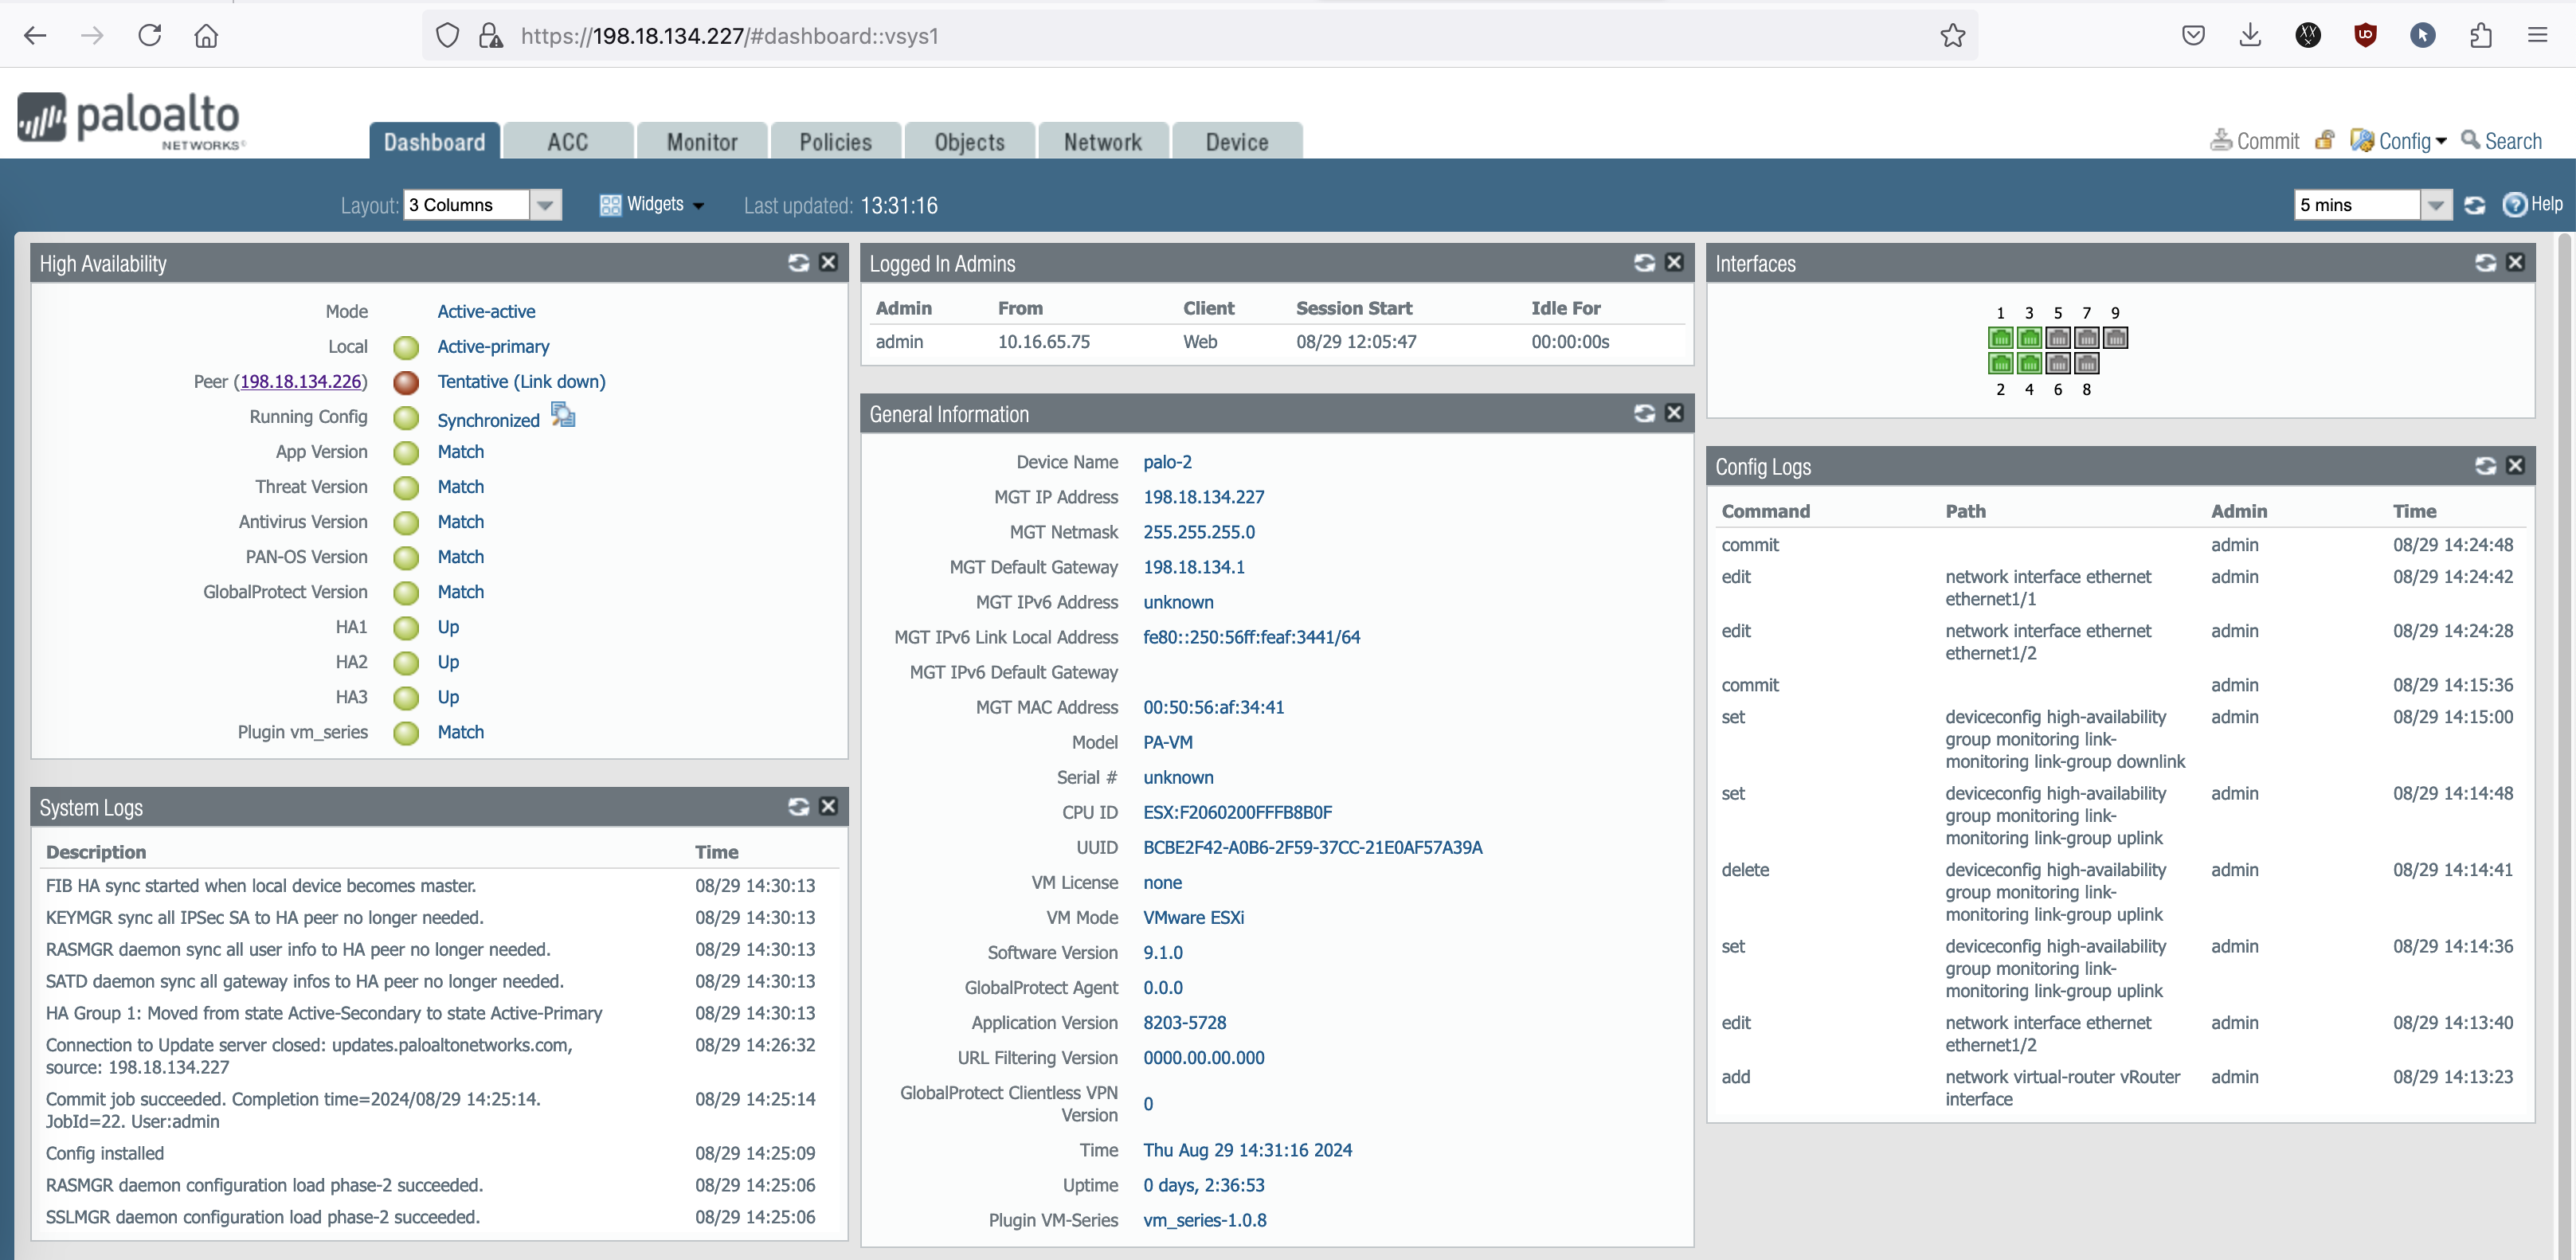 https://198.18.134.227/#dashboard::vsys1
paloalto
NETWORKS
Dashboard ACC Monitor Policies Objects Network Device
Commit Config Search
Layout: 3 Columns Widgets Last updated: 13:31:16 5 mins Help
High Availability
Mode Active-active
Local Active-primary
Peer (198.18.134.226) Tentative (Link down)
Running Config Synchronized
App Version Match
Threat Version Match
Antivirus Version Match
PAN-OS Version Match
GlobalProtect Version Match
HA1 Up
HA2 Up
HA3 Up
Plugin vm_series Match
System Logs
Description Time
FIB HA sync started when local device becomes master. 08/29 14:30:13
KEYMGR sync all IPSec SA to HA peer no longer needed. 08/29 14:30:13
RASMGR daemon sync all user info to HA peer no longer needed. 08/29 14:30:13
SATD daemon sync all gateway infos to HA peer no longer needed. 08/29 14:30:13
HA Group 1: Moved from state Active-Secondary to state Active-Primary 08/29 14:30:13
Connection to Update server closed: updates.paloaltonetworks.com, 08/29 14:26:32
source: 198.18.134.227
Commit job succeeded. Completion time=2024/08/29 14:25:14. 08/29 14:25:14
JobId=22. User:admin
Config installed 08/29 14:25:09
RASMGR daemon configuration load phase-2 succeeded. 08/29 14:25:06
SSLMGR daemon configuration load phase-2 succeeded. 08/29 14:25:06
Logged In Admins
Admin From Client Session Start Idle For
admin 10.16.65.75 Web 08/29 12:05:47 00:00:00s
General Information
Device Name palo-2
MGT IP Address 198.18.134.227
MGT Netmask 255.255.255.0
MGT Default Gateway 198.18.134.1
MGT IPv6 Address unknown
MGT IPv6 Link Local Address fe80::250:56ff:feaf:3441/64
MGT IPv6 Default Gateway
MGT MAC Address 00:50:56:af:34:41
Model PA-VM
Serial # unknown
CPU ID ESX:F2060200FFFB8B0F
UUID BCBE2F42-A0B6-2F59-37CC-21E0AF57A39A
VM License none
VM Mode VMware ESXi
Software Version 9.1.0
GlobalProtect Agent 0.0.0
Application Version 8203-5728
URL Filtering Version 0000.00.00.000
GlobalProtect Clientless VPN
Version 0
Time Thu Aug 29 14:31:16 2024
Uptime 0 days, 2:36:53
Plugin VM-Series vm_series-1.0.8
Interfaces
1 3 5 7 9
2 4 6 8
Config Logs
Command Path Admin Time
commit admin 08/29 14:24:48
edit network interface ethernet admin 08/29 14:24:42
ethernet1/1
edit network interface ethernet admin 08/29 14:24:28
ethernet1/2
commit admin 08/29 14:15:36
set deviceconfig high-availability admin 08/29 14:15:00
group monitoring link-
monitoring link-group downlink
set deviceconfig high-availability admin 08/29 14:14:48
group monitoring link-
monitoring link-group uplink
delete deviceconfig high-availability admin 08/29 14:14:41
group monitoring link-
monitoring link-group uplink
set deviceconfig high-availability admin 08/29 14:14:36
group monitoring link-
monitoring link-group uplink
edit network interface ethernet admin 08/29 14:13:40
ethernet1/2
add network virtual-router vRouter admin 08/29 14:13:23
interface